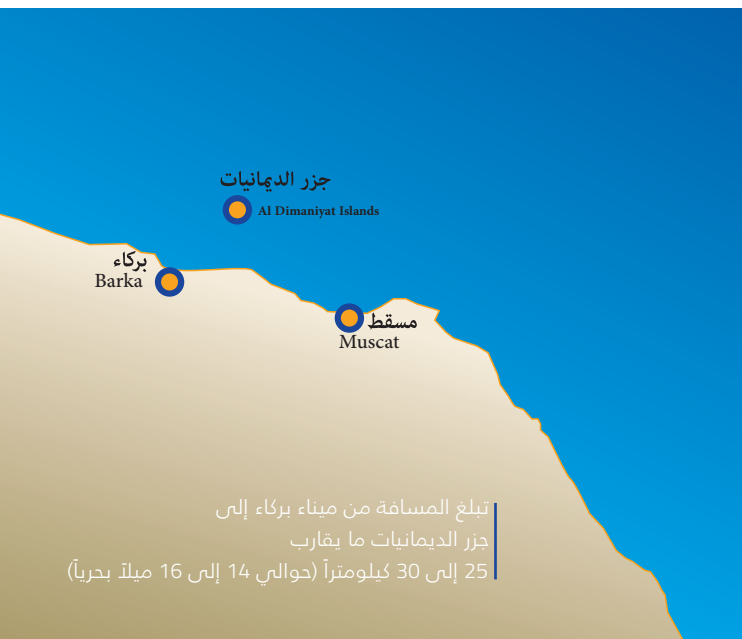 جزر الديمانيات
Al Dimaniyat Islands
بركاء
Barka
مسقط
Muscat
تبلغ المسافة من ميناء بركاء إلى
جزر الديمانيات ما يقارب
25 إلى 30 كيلومتراً (حوالي 14 إلى 16 ميلاً بحرياً)